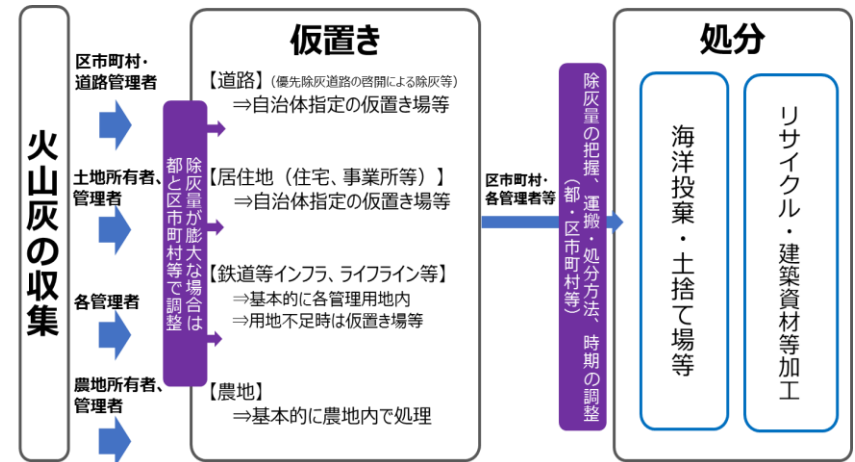 火山灰の収集
区市町村・
道路管理者
土地所有者、
管理者
各管理者
農地所有者、
管理者
除灰量が膨大な場合は
都と区市町村等で調整
仮置き
【道路】（優先除灰道路の啓開による除灰等）
⇒自治体指定の仮置き場等
【居住地（住宅、事業所等）】
⇒自治体指定の仮置き場等
【鉄道等インフラ、ライフライン等】
⇒基本的に各管理用地内
⇒用地不足時は仮置き場等
【農地】
⇒基本的に農地内で処理
区市町村・
各管理者等
除灰量の把握、運搬・処分方法、時期の調整
（都・区市町村等）
処分
海洋投棄・土捨て場等
リサイクル・建築資材等加工